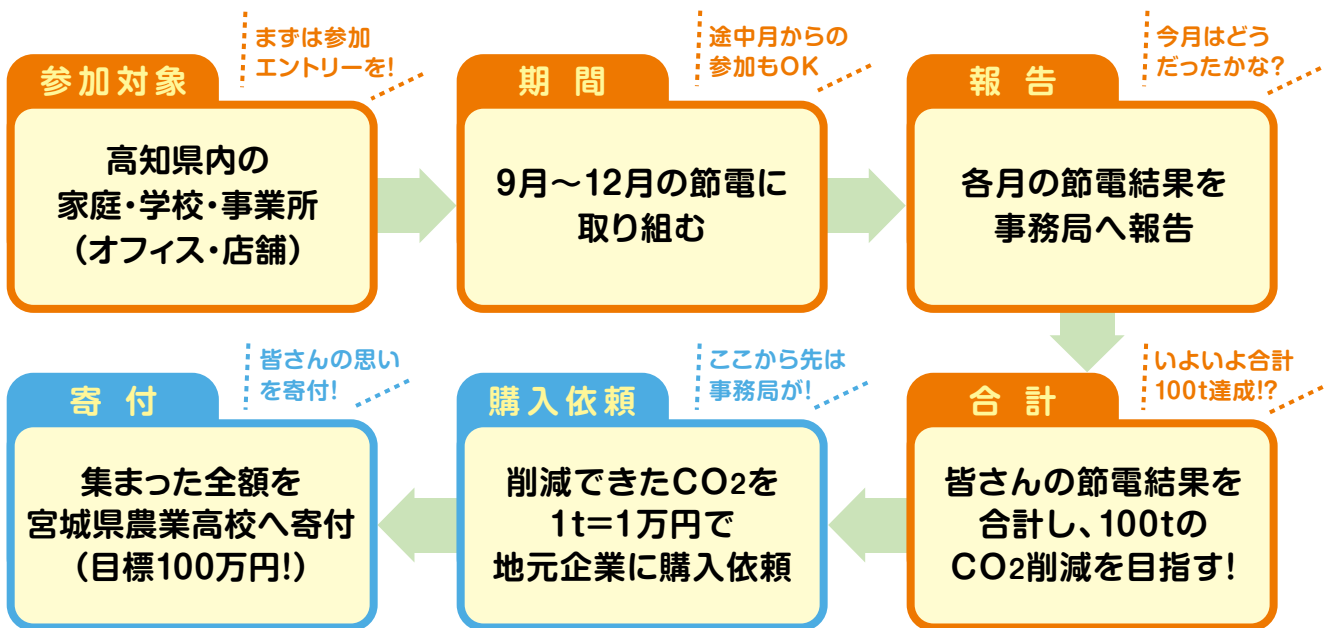 まずは参加
エントリーを!
参加対象
高知県内の
家庭・学校・事業所
(オフィス・店舗)
途中月からの
参加もOK
期間
9月〜12月の節電に
取り組む
今月はどう
だったかな?
報告
各月の節電結果を
事務局へ報告
いよいよ合計
100t達成!?
合計
皆さんの節電結果を
合計し、100tの
CO2削減を目指す!
ここから先は
事務局が!
購入依頼
削減できたCO2を
1t=1万円で
地元企業に購入依頼
皆さんの思い
を寄付!
寄付
集まった全額を
宮城県農業高校へ寄付
(目標100万円!)